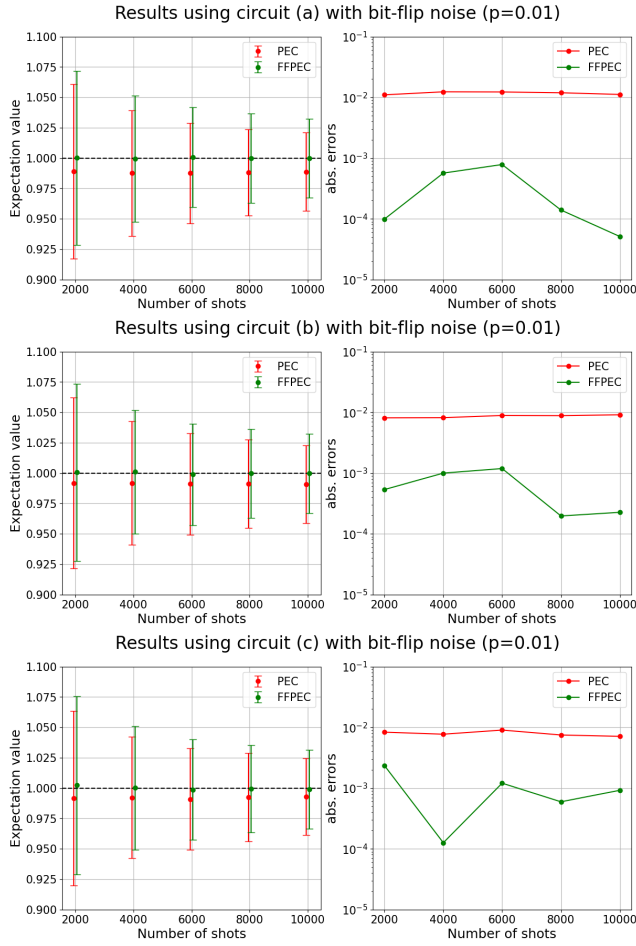 Results using circuit (a) with bit-flip noise (p=0.01)
Expectation value
1.100
1.075
1.050
1.025
1.000
0.975
0.950
0.925
0.900
PEC
FFPEC
2000 4000 6000 8000 10000
Number of shots
abs. errors
10⁻¹
10⁻²
10⁻³
10⁻⁴
10⁻⁵
PEC
FFPEC
2000 4000 6000 8000 10000
Number of shots
Results using circuit (b) with bit-flip noise (p=0.01)
Expectation value
1.100
1.075
1.050
1.025
1.000
0.975
0.950
0.925
0.900
PEC
FFPEC
2000 4000 6000 8000 10000
Number of shots
abs. errors
10⁻¹
10⁻²
10⁻³
10⁻⁴
10⁻⁵
PEC
FFPEC
2000 4000 6000 8000 10000
Number of shots
Results using circuit (c) with bit-flip noise (p=0.01)
Expectation value
1.100
1.075
1.050
1.025
1.000
0.975
0.950
0.925
0.900
PEC
FFPEC
2000 4000 6000 8000 10000
Number of shots
abs. errors
10⁻¹
10⁻²
10⁻³
10⁻⁴
10⁻⁵
PEC
FFPEC
2000 4000 6000 8000 10000
Number of shots